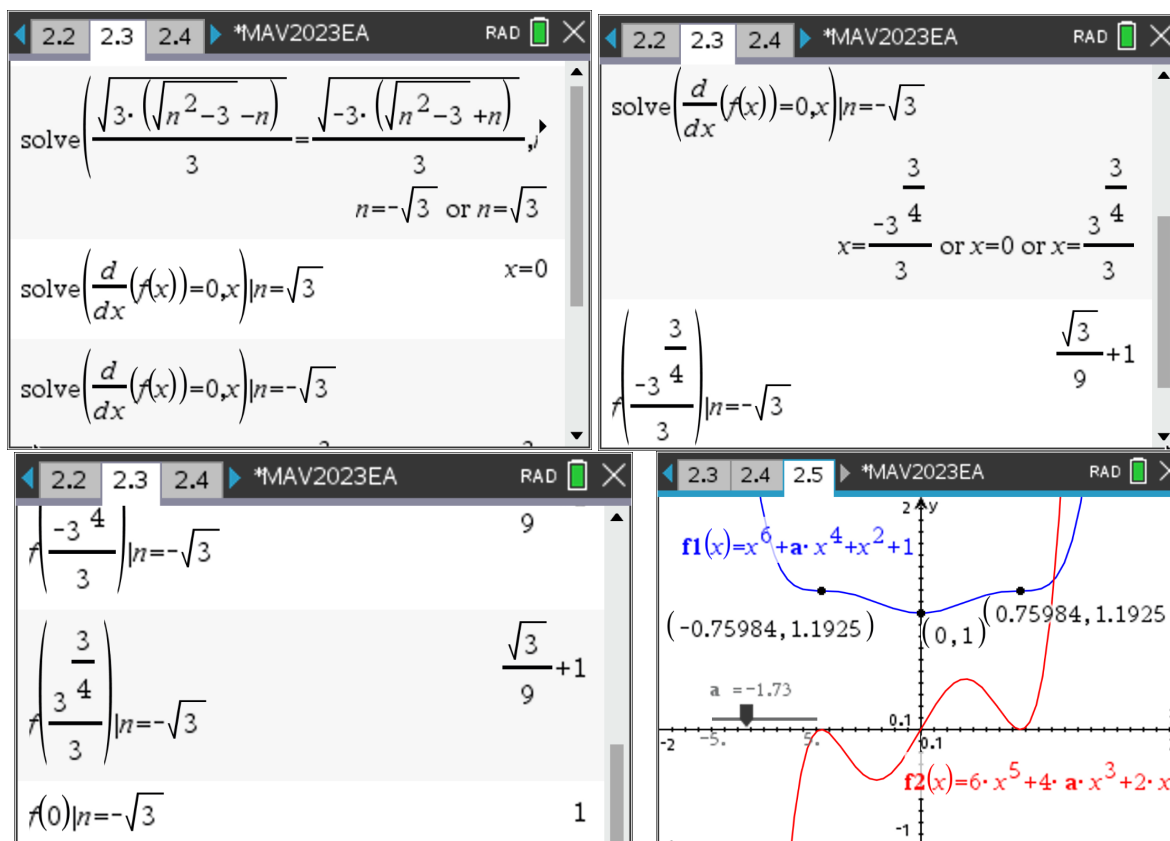 2.2 2.3 2.4 *MAV2023EA RAD
solve(√(3·(√(n²-3) -n))/3=√(-3·(√(n²-3) +n))/3,
n=-√3 or n=√3
solve(d/dx(f(x))=0,x)|n=√3
x=0
solve(d/dx(f(x))=0,x)|n=-√3
2.2 2.3 2.4 *MAV2023EA RAD
solve(d/dx(f(x))=0,x)|n=-√3
x=-3^(3/4)/3 or x=0 or x=3^(3/4)/3
f(-3^(3/4)/3)|n=-√3
√3/9+1
2.2 2.3 2.4 *MAV2023EA RAD
f(-3^4/3)|n=-√3
9
f(3^(3/4)/3)|n=-√3
√3/9+1
f(0)|n=-√3
1
2.3 2.4 2.5 *MAV2023EA RAD
2 y
f1(x)=x⁶+a·x⁴+x²+1
(-0.75984,1.1925)
(0,1)
(0.75984,1.1925
a =-1.73
-5. 5.
0.1
-2
0.1
f2(x)=6·x⁵+4·a·x³+2·x
-1